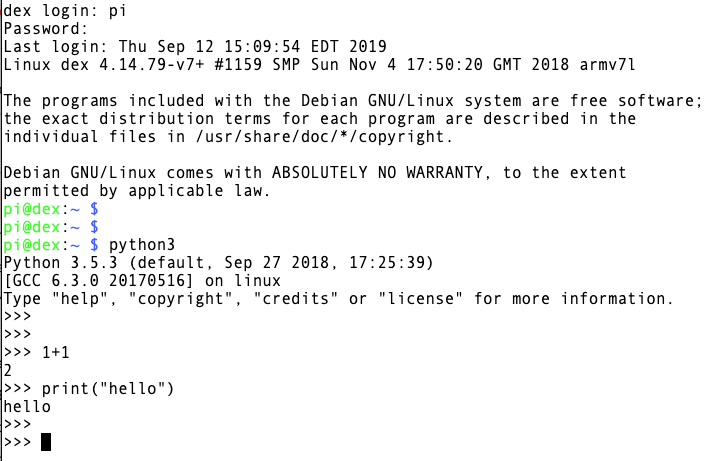 dex login: pi
Password:
Last login: Thu Sep 12 15:09:54 EDT 2019
Linux dex 4.14.79-v7+ #1159 SMP Sun Nov 4 17:50:20 GMT 2018 armv7l
The programs included with the Debian GNU/Linux system are free software;
the exact distribution terms for each program are described in the
individual files in /usr/share/doc/*/copyright.
Debian GNU/Linux comes with ABSOLUTELY NO WARRANTY, to the extent
permitted by applicable law.
pi@dex:~ $
pi@dex:~ $
pi@dex:~ $ python3
Python 3.5.3 (default, Sep 27 2018, 17:25:39)
[GCC 6.3.0 20170516] on linux
Type "help", "copyright", "credits" or "license" for more information.
>>>
>>>
>>> 1+1
2
>>> print("hello")
hello
>>>
>>>